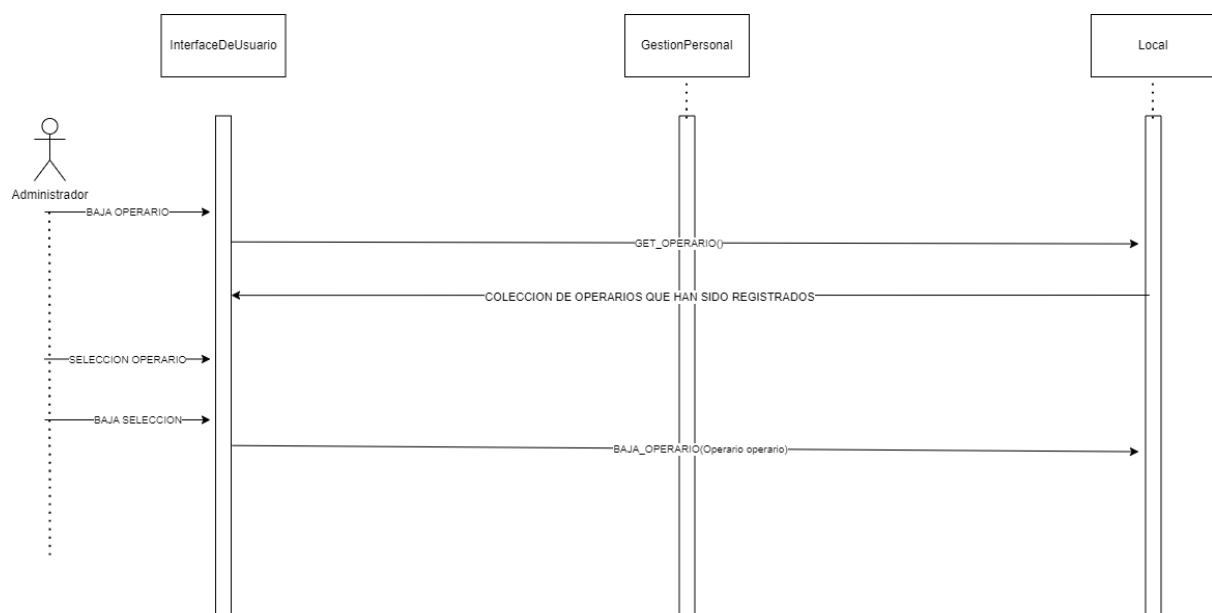 InterfaceDeUsuario
GestionPersonal
Local
Administrador
BAJA OPERARIO
GET_OPERARIO()
COLECCION DE OPERARIOS QUE HAN SIDO REGISTRADOS
SELECCION OPERARIO
BAJA SELECCION
BAJA_OPERARIO(Operario operario)